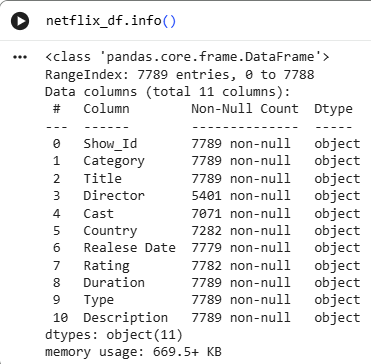 netflix_df.info()
<class 'pandas.core.frame.DataFrame'>
RangeIndex: 7789 entries, 0 to 7788
Data columns (total 11 columns):
 #   Column        Non-Null Count  Dtype
---  ------        --------------  -----
 0   Show_Id       7789 non-null   object
 1   Category      7789 non-null   object
 2   Title         7789 non-null   object
 3   Director      5401 non-null   object
 4   Cast          7071 non-null   object
 5   Country       7282 non-null   object
 6   Realese Date  7779 non-null   object
 7   Rating        7782 non-null   object
 8   Duration      7789 non-null   object
 9   Type          7789 non-null   object
 10  Description   7789 non-null   object
dtypes: object(11)
memory usage: 669.5+ KB